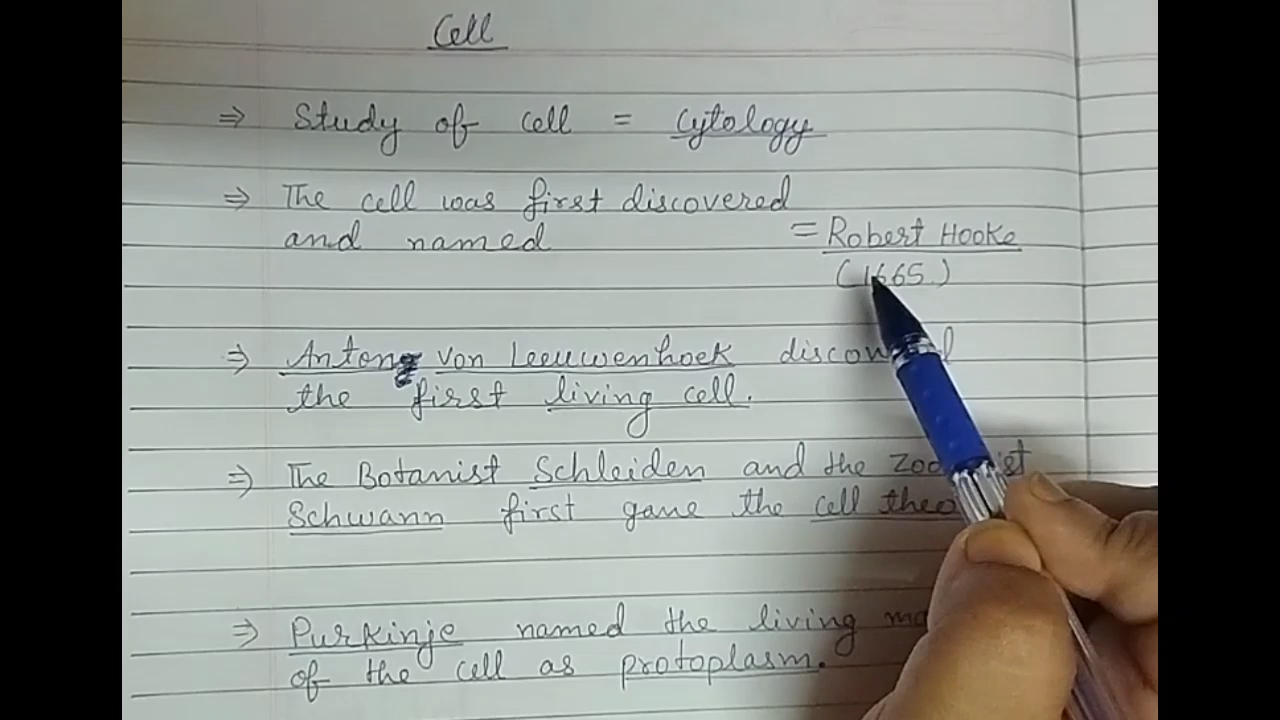 Cell
⇒ Study of cell = Cytology
⇒ The cell was first discovered
and named = Robert Hooke
(1665)
⇒ Anton von Leeuwenhoek
the first living cell.
⇒ The Botanist Schleiden and the
Schwann first gave the cell
⇒ Purkinje named the living
of the cell as protoplasm.